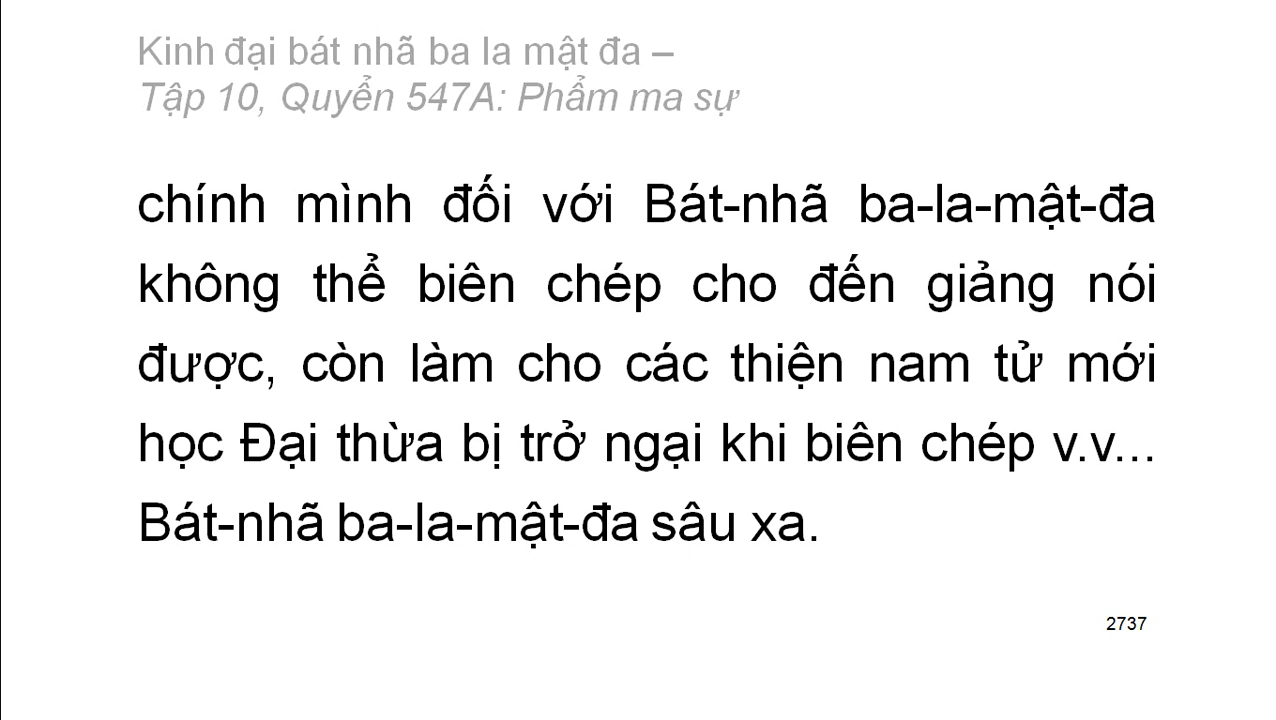 Kinh đại bát nhã ba la mật đa –
Tập 10, Quyển 547A: Phẩm ma sự
chính mình đối với Bát-nhã ba-la-mật-đa
không thể biên chép cho đến giảng nói
được, còn làm cho các thiện nam tử mới
học Đại thừa bị trở ngại khi biên chép v.v...
Bát-nhã ba-la-mật-đa sâu xa.
2737